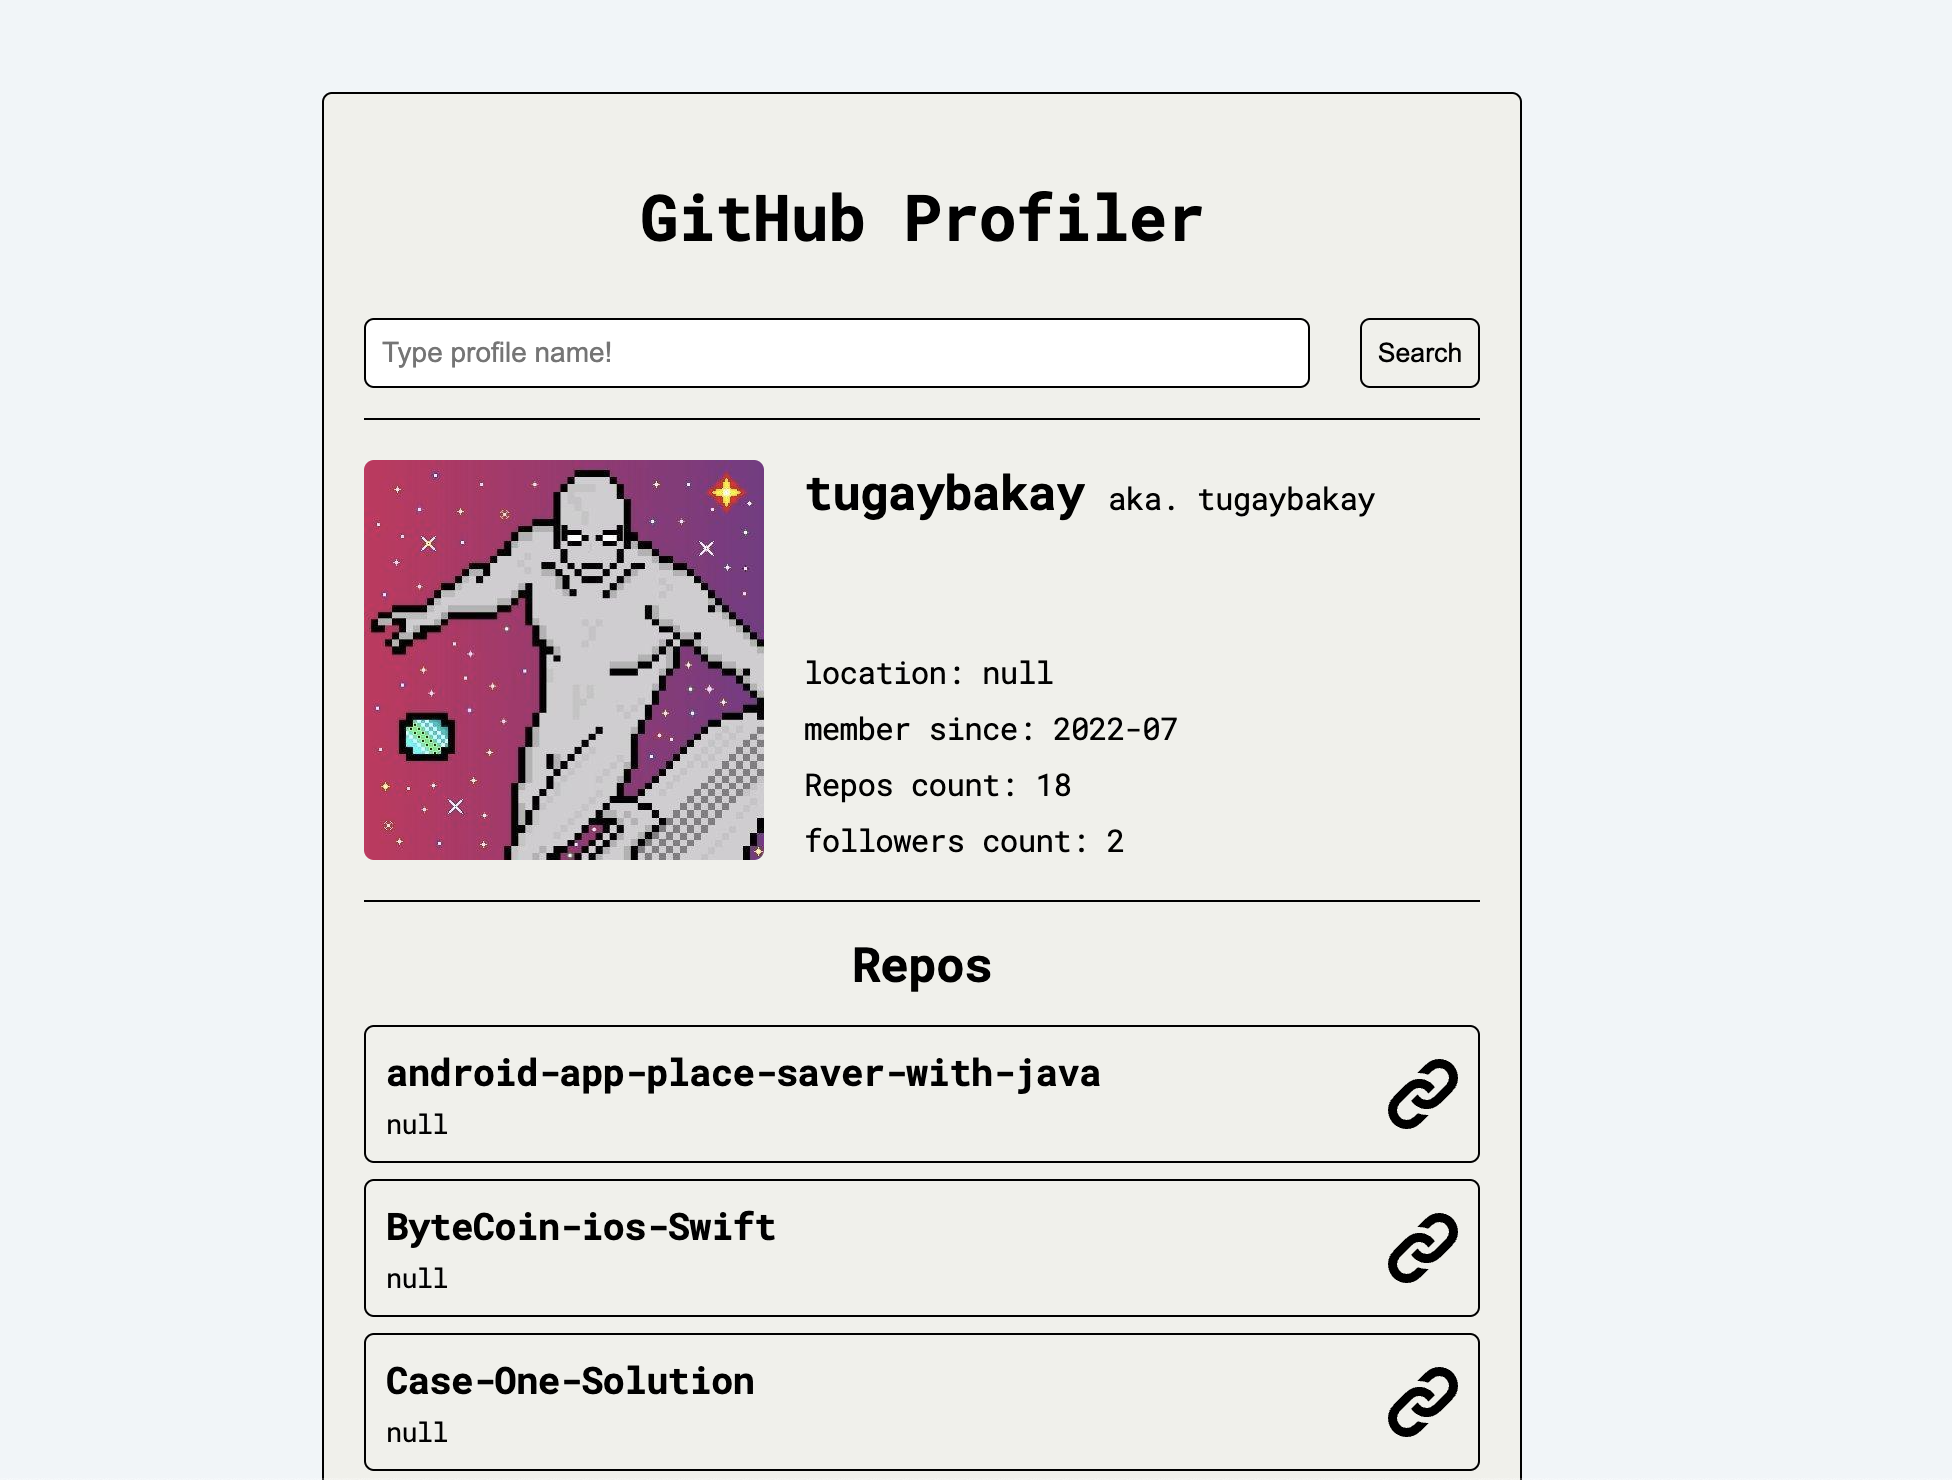 GitHub Profiler
Type profile name!
Search
tugaybakay aka. tugaybakay
location: null
member since: 2022-07
Repos count: 18
followers count: 2
Repos
android-app-place-saver-with-java
null
ByteCoin-ios-Swift
null
Case-One-Solution
null